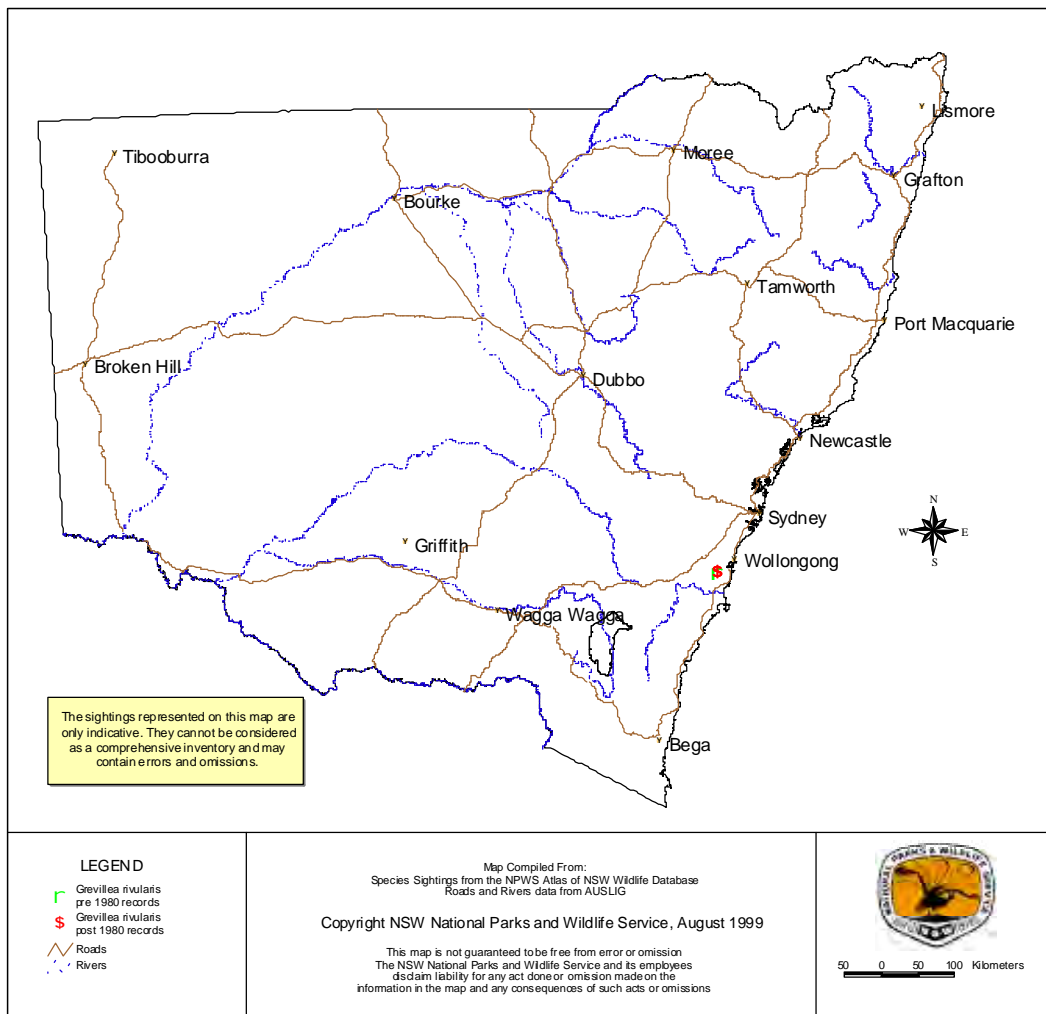 Lismore
Tibooburra
Moree
Grafton
Bourke
Tamworth
Port Macquarie
Broken Hill
Dubbo
Newcastle
Sydney
N
W E
S
Griffith
Wollongong
$
Wagga Wagga
Bega
The sightings represented on this map are
only indicative. They cannot be considered
as a comprehensive inventory and may
contain errors and omissions.
LEGEND
r Grevillea rivularis
pre 1980 records
$ Grevillea rivularis
post 1980 records
Roads
Rivers
Map Compiled From:
Species Sightings from the NPWS Atlas of NSW Wildlife Database
Roads and Rivers data from AUSLIG
Copyright NSW National Parks and Wildlife Service, August 1999
This map is not guaranteed to be free from error or omission
The NSW National Parks and Wildlife Service and its employees
disclaim liability for any act done or omission made on the
information in the map and any consequences of such acts or omissions
NATIONAL PARKS & WILDLIFE SERVICE
50 0 50 100 Kilometers